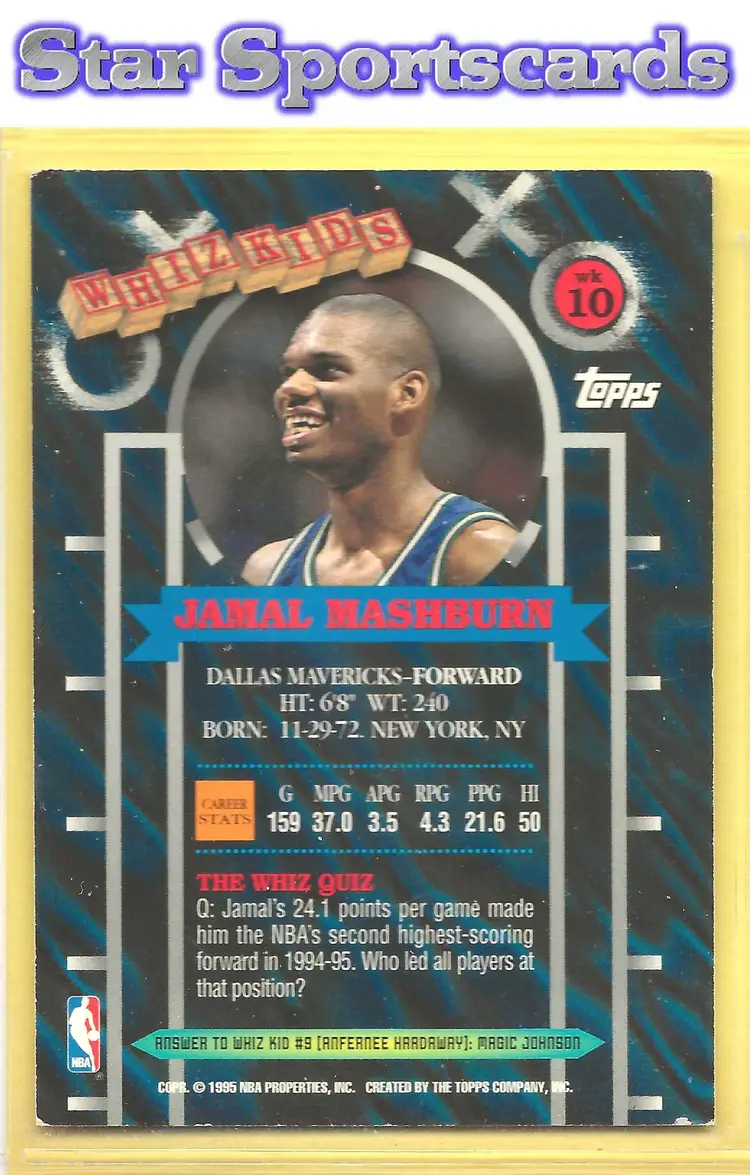 Star Sportscards
WHIZ KIDS
wk
10
Topps
JAMAL MASHBURN
DALLAS MAVERICKS–FORWARD
HT: 6'8" WT: 240
BORN: 11-29-72. NEW YORK, NY
CAREER
STATS
G MPG APG RPG PPG HI
159 37.0 3.5 4.3 21.6 50
THE WHIZ QUIZ
Q: Jamal's 24.1 points per game made
him the NBA's second highest-scoring
forward in 1994-95. Who led all players at
that position?
NBA
ANSWER TO WHIZ KID #9 (ANFERNEE HARDAWAY): MAGIC JOHNSON
COPR. © 1995 NBA PROPERTIES, INC. CREATED BY THE TOPPS COMPANY, INC.